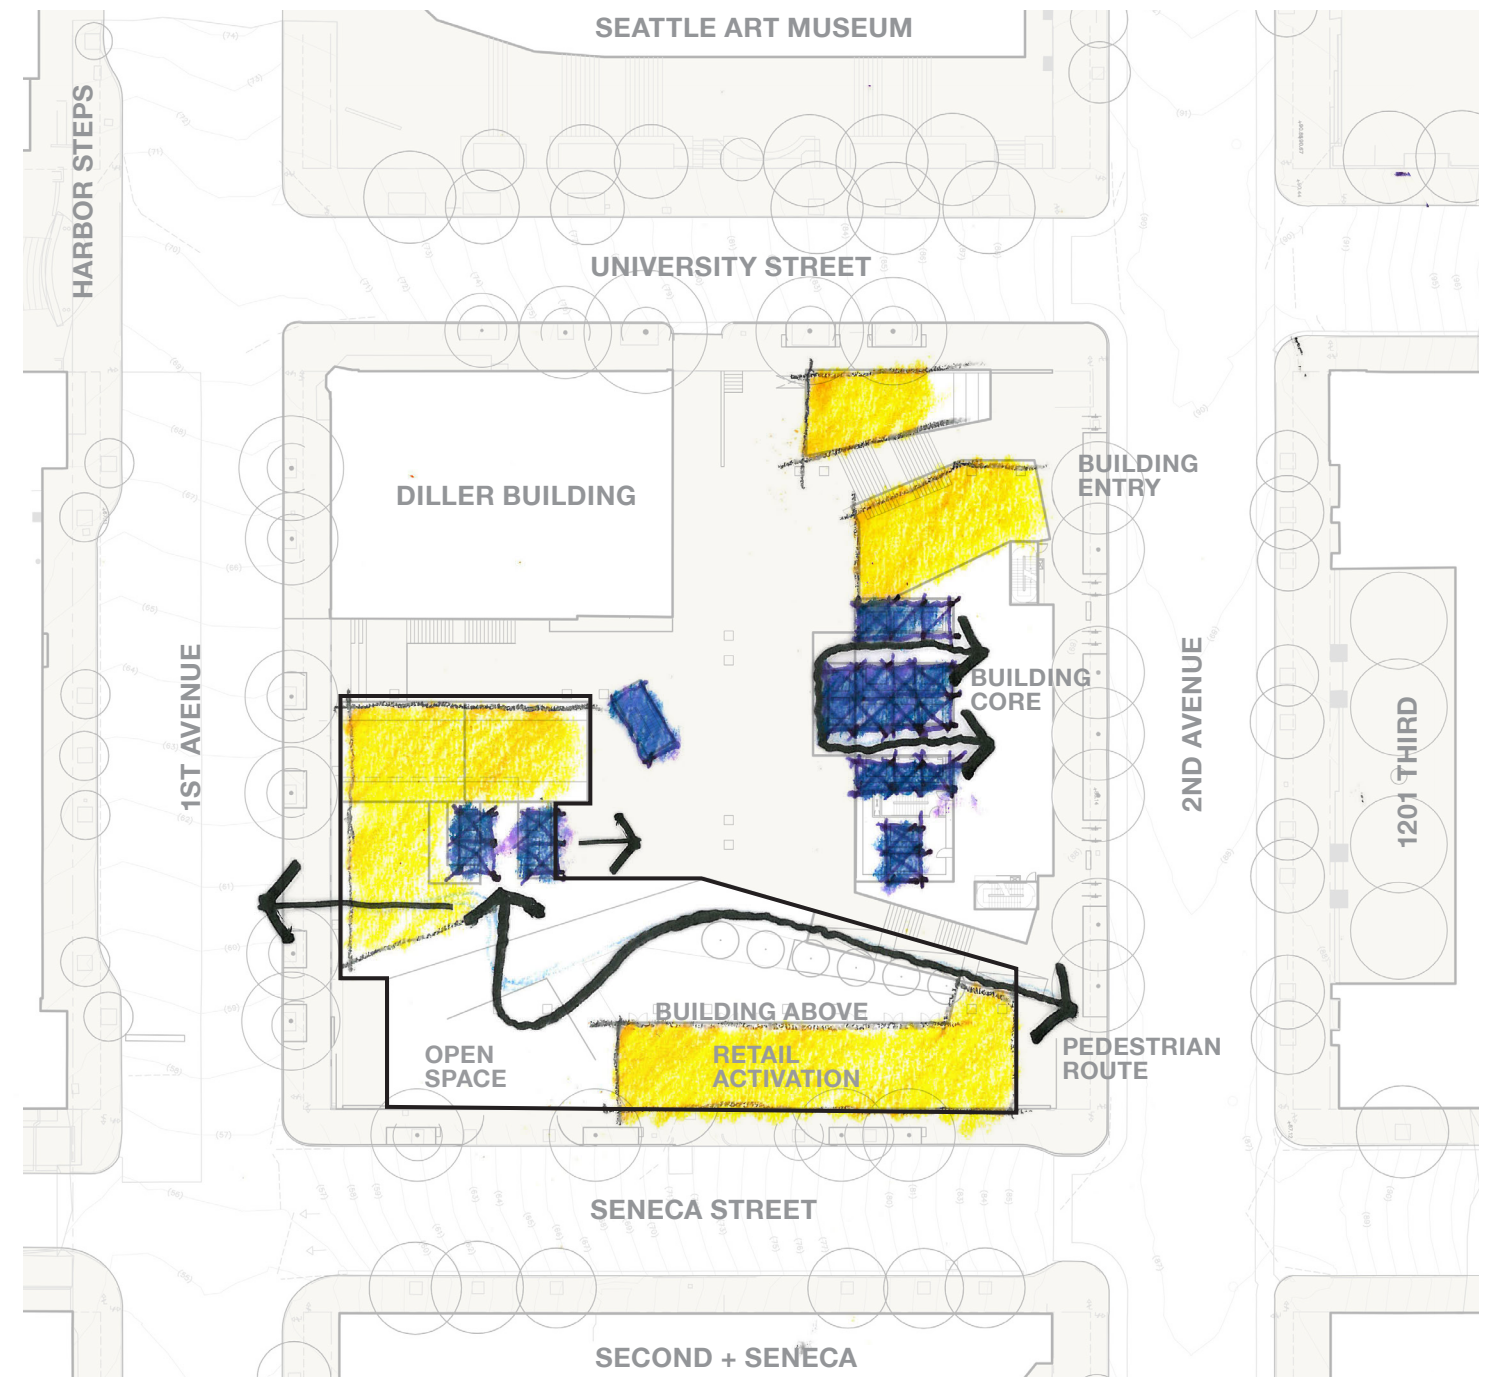 SEATTLE ART MUSEUM
HARBOR STEPS
UNIVERSITY STREET
DILLER BUILDING
BUILDING
ENTRY
1ST AVENUE
BUILDING
CORE
2ND AVENUE
1201 THIRD
BUILDING ABOVE
OPEN
SPACE
RETAIL
ACTIVATION
PEDESTRIAN
ROUTE
SENECA STREET
SECOND + SENECA